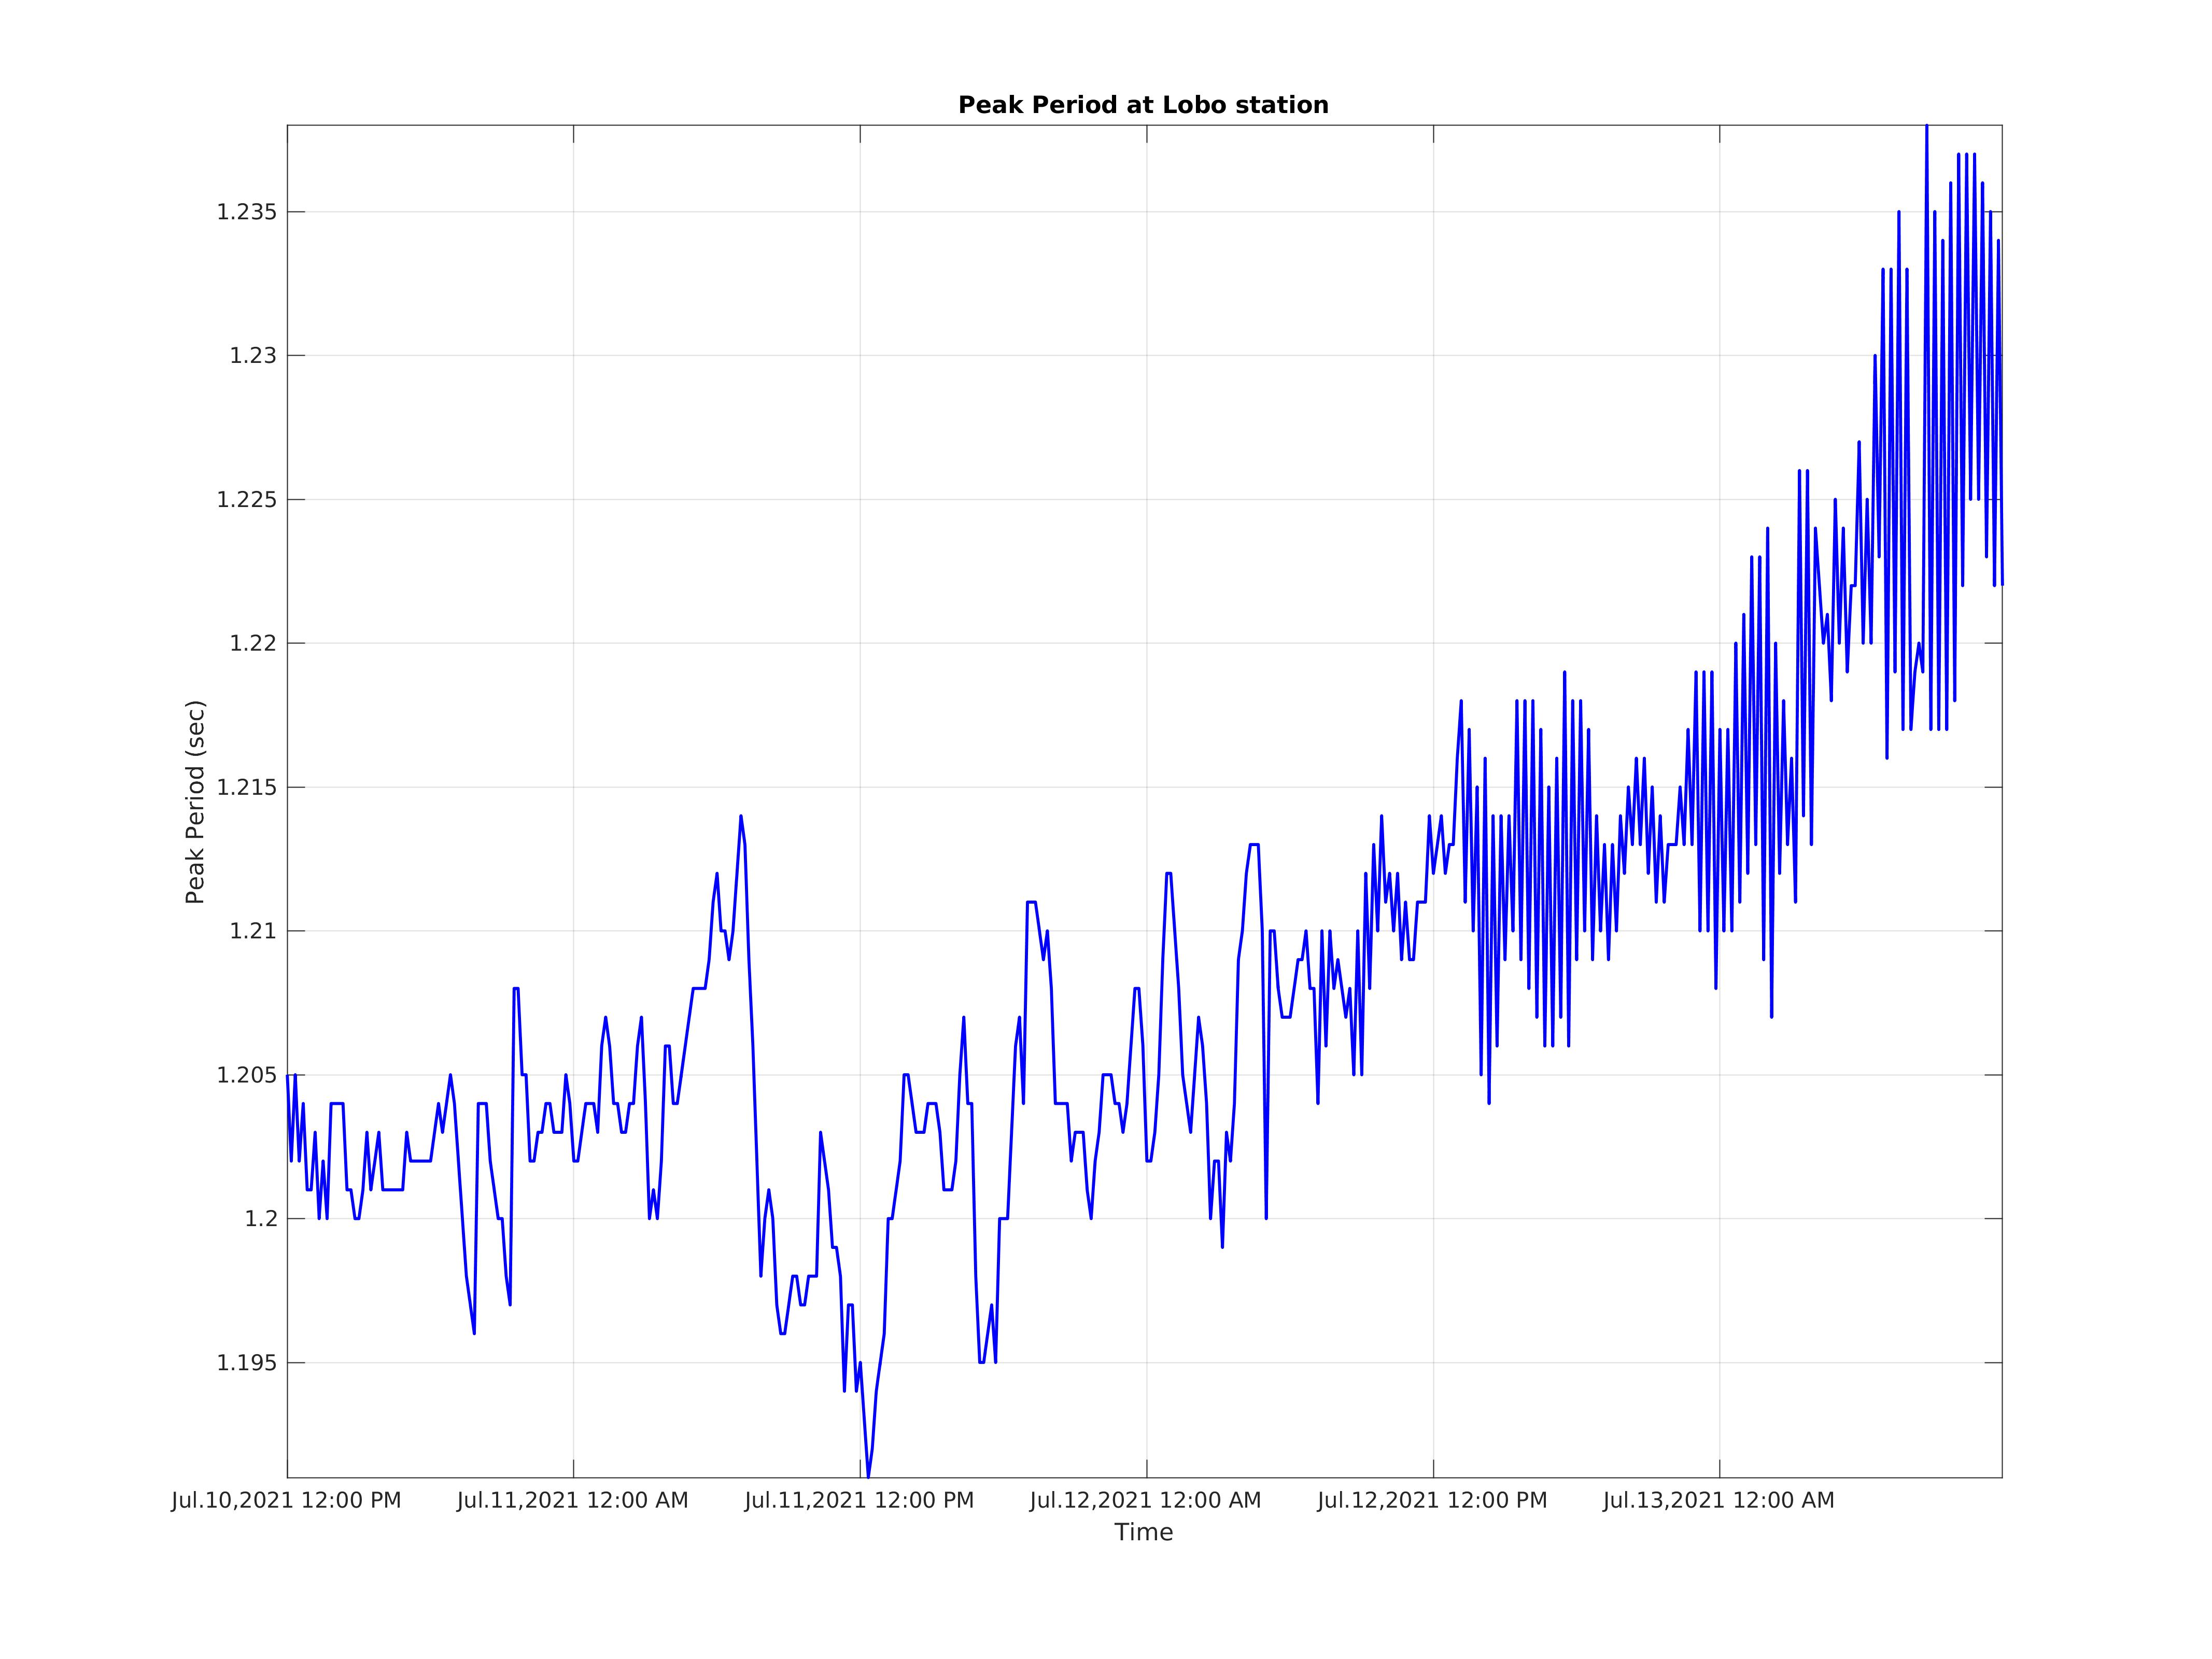 Peak Period at Lobo station
Peak Period (sec)
1.235
1.23
1.225
1.22
1.215
1.21
1.205
1.2
1.195
Jul.10,2021 12:00 PM
Jul.11,2021 12:00 AM
Jul.11,2021 12:00 PM
Jul.12,2021 12:00 AM
Jul.12,2021 12:00 PM
Jul.13,2021 12:00 AM
Time